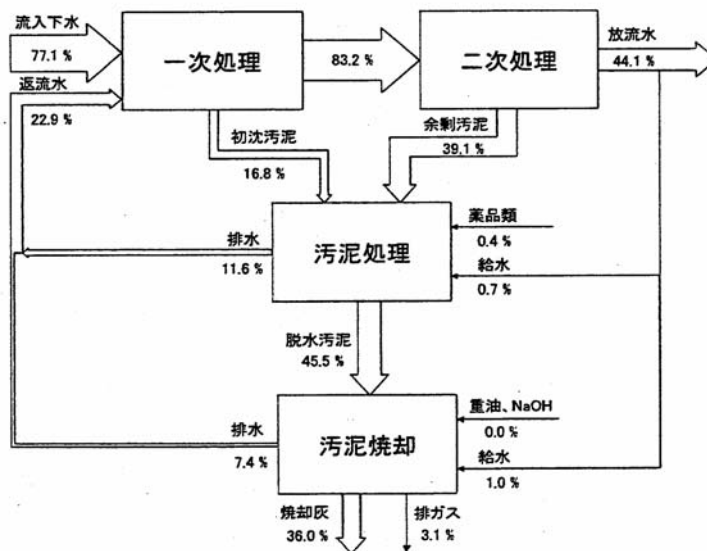 流入下水
77.1 %
一次処理
83.2 %
二次処理
放流水
44.1 %
返流水
22.9 %
初沈汚泥
16.8 %
余剰汚泥
39.1 %
汚泥処理
薬品類
0.4 %
給水
0.7 %
排水
11.6 %
脱水汚泥
45.5 %
汚泥焼却
重油、NaOH
0.0 %
給水
1.0 %
排水
7.4 %
焼却灰
36.0 %
排ガス
3.1 %